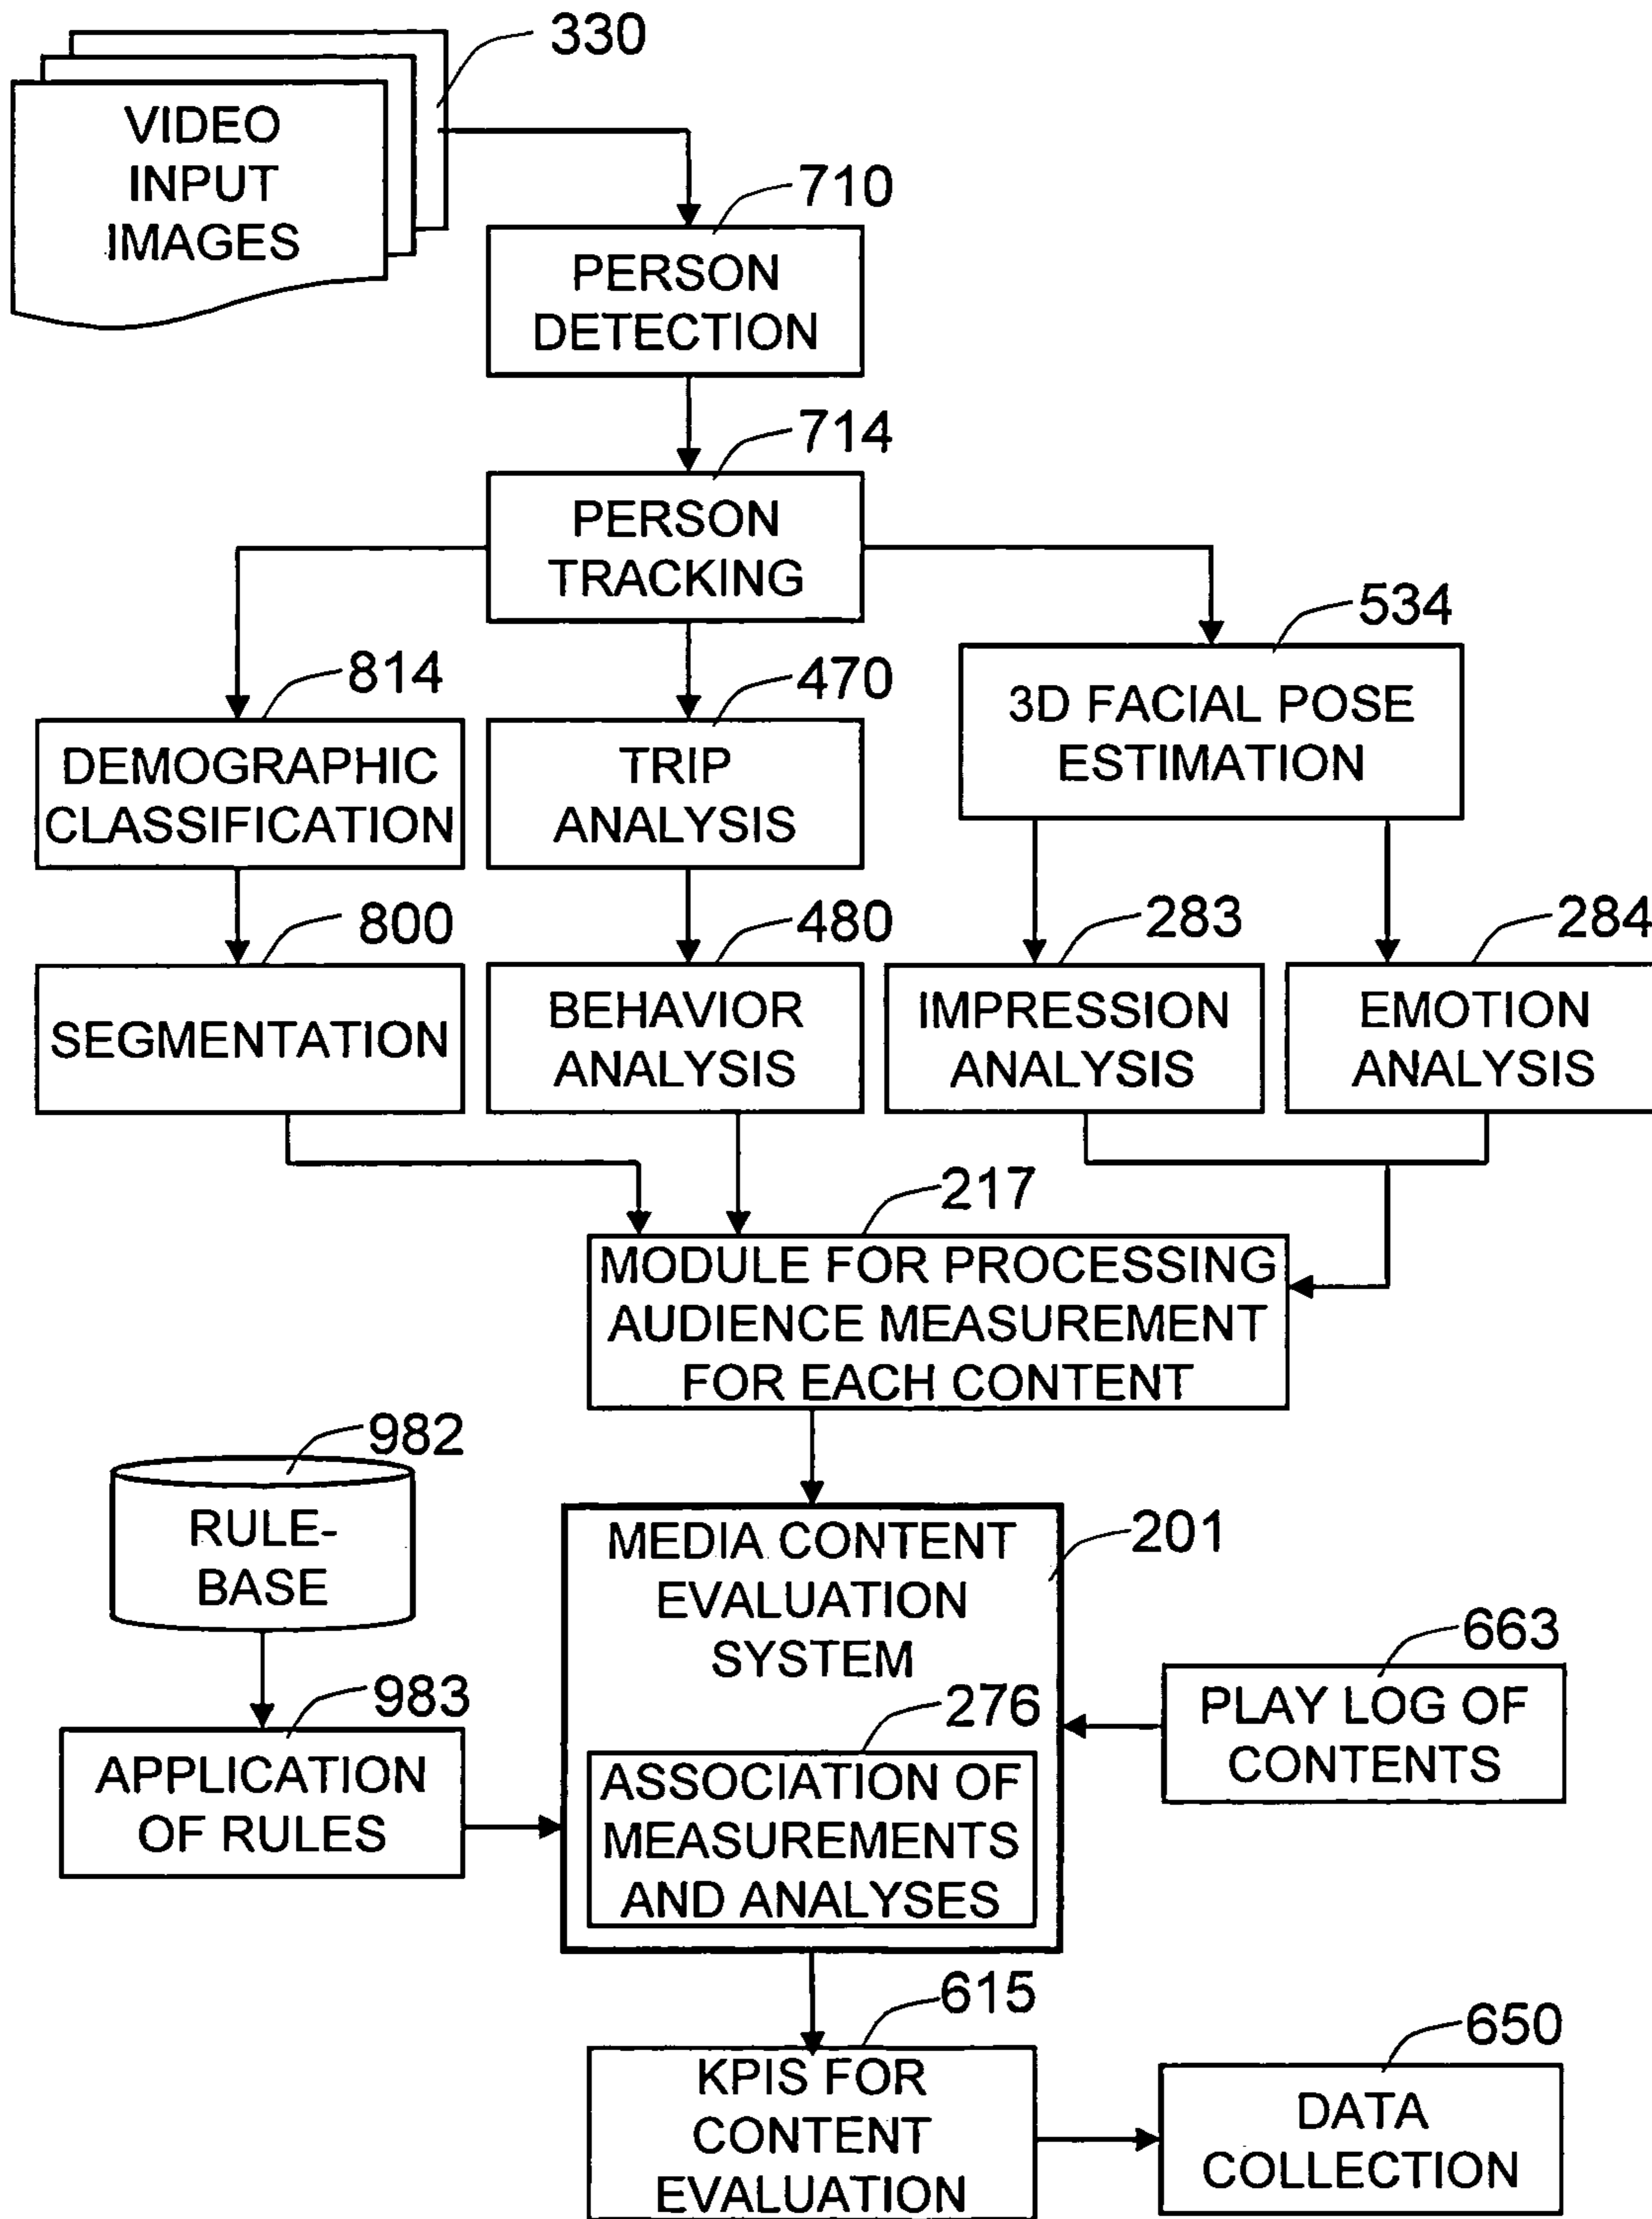 330
VIDEO
INPUT
IMAGES
710
PERSON
DETECTION
714
PERSON
TRACKING
534
3D FACIAL POSE
ESTIMATION
814
DEMOGRAPHIC
CLASSIFICATION
470
TRIP
ANALYSIS
800
SEGMENTATION
480
BEHAVIOR
ANALYSIS
283
IMPRESSION
ANALYSIS
284
EMOTION
ANALYSIS
217
MODULE FOR PROCESSING
AUDIENCE MEASUREMENT
FOR EACH CONTENT
982
RULE-
BASE
983
APPLICATION
OF RULES
201
MEDIA CONTENT
EVALUATION
SYSTEM
276
ASSOCIATION OF
MEASUREMENTS
AND ANALYSES
663
PLAY LOG OF
CONTENTS
615
KPIS FOR
CONTENT
EVALUATION
650
DATA
COLLECTION